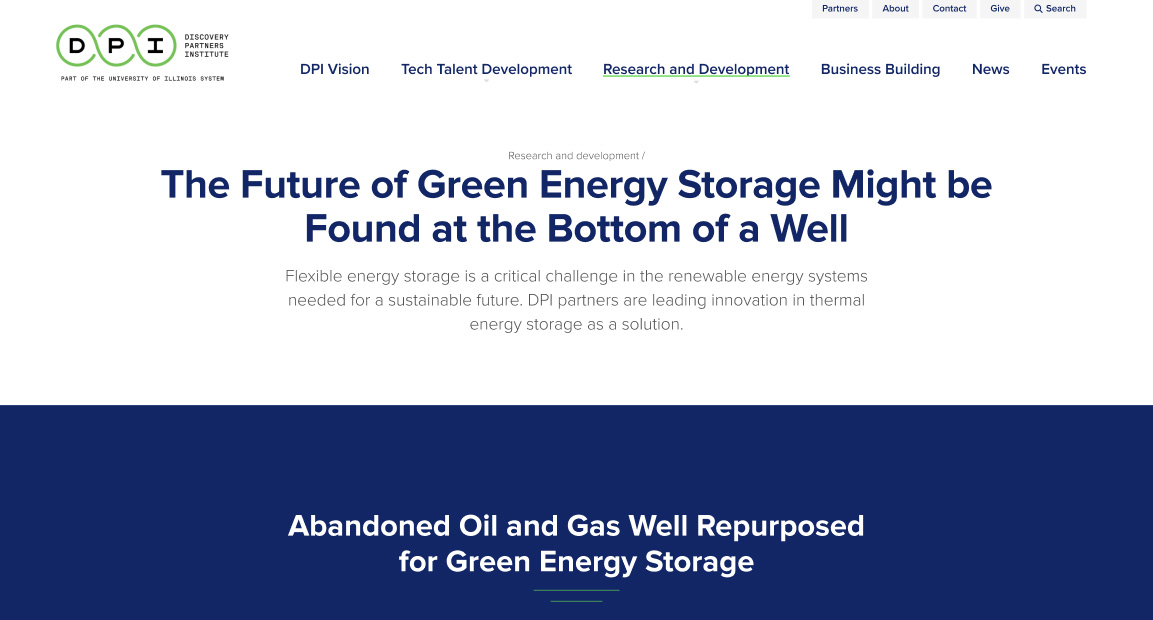 Partners
About
Contact
Give
Search
DPI
DISCOVERY
PARTNERS
INSTITUTE
PART OF THE UNIVERSITY OF ILLINOIS SYSTEM
DPI Vision
Tech Talent Development
Research and Development
Business Building
News
Events
Research and development /
The Future of Green Energy Storage Might be
Found at the Bottom of a Well
Flexible energy storage is a critical challenge in the renewable energy systems
needed for a sustainable future. DPI partners are leading innovation in thermal
energy storage as a solution.
Abandoned Oil and Gas Well Repurposed
for Green Energy Storage